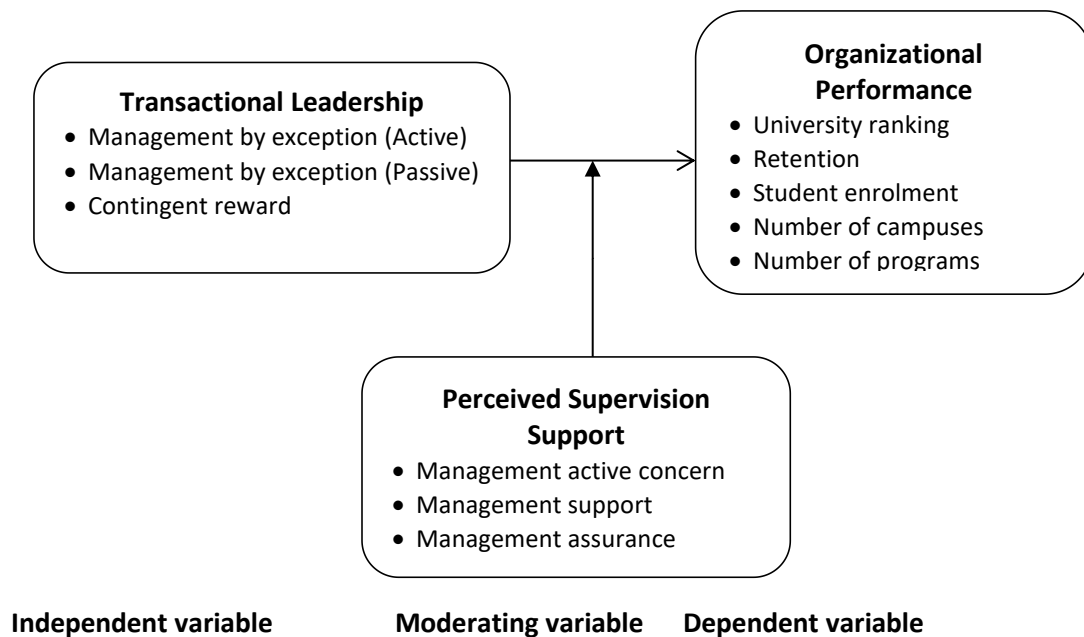 Transactional Leadership
• Management by exception (Active)
• Management by exception (Passive)
• Contingent reward
Organizational
Performance
• University ranking
• Retention
• Student enrolment
• Number of campuses
• Number of programs
Perceived Supervision
Support
• Management active concern
• Management support
• Management assurance
Independent variable Moderating variable Dependent variable